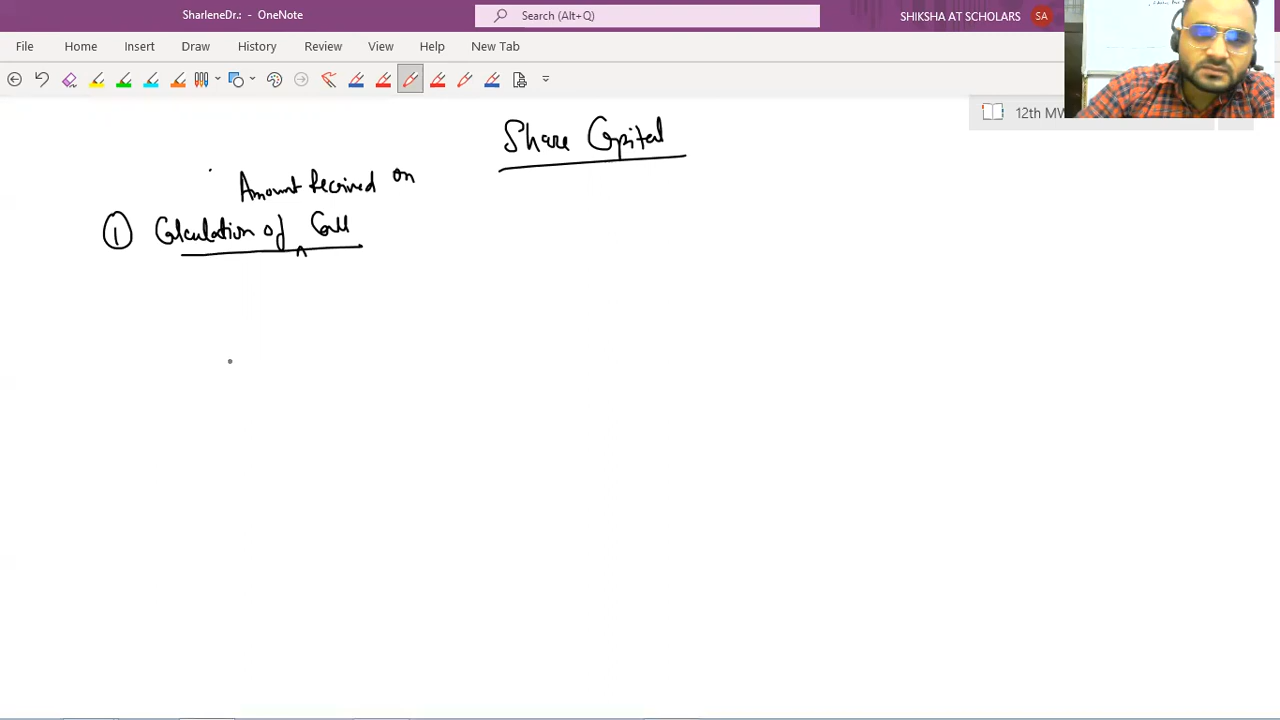 SharleneDr.: - OneNote
Search (Alt+Q)
SHIKSHA AT SCHOLARS SA
File Home Insert Draw History Review View Help New Tab
12th MW
Share Capital
Amount Received on
① Calculation of ^ Call